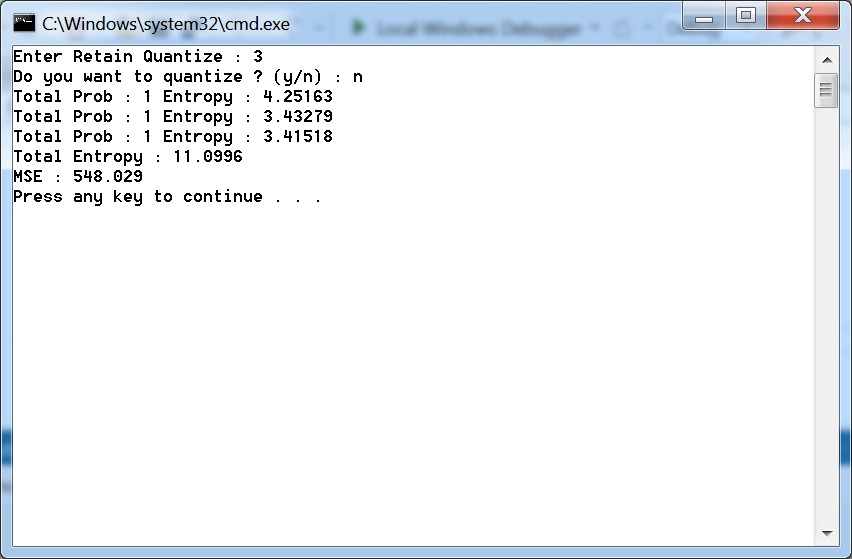 C:\Windows\system32\cmd.exe
Local Windows Debugger
Enter Retain Quantize : 3
Do you want to quantize ? (y/n) : n
Total Prob : 1 Entropy : 4.25163
Total Prob : 1 Entropy : 3.43279
Total Prob : 1 Entropy : 3.41518
Total Entropy : 11.0996
MSE : 548.029
Press any key to continue . . .